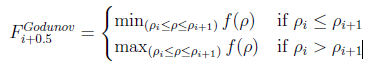 F_{i+0.5}^{Godunov} = { min_{(ρ_i≤ρ≤ρ_{i+1})} f(ρ) if ρ_i ≤ ρ_{i+1}
max_{(ρ_i≤ρ≤ρ_{i+1})} f(ρ) if ρ_i > ρ_{i+1}